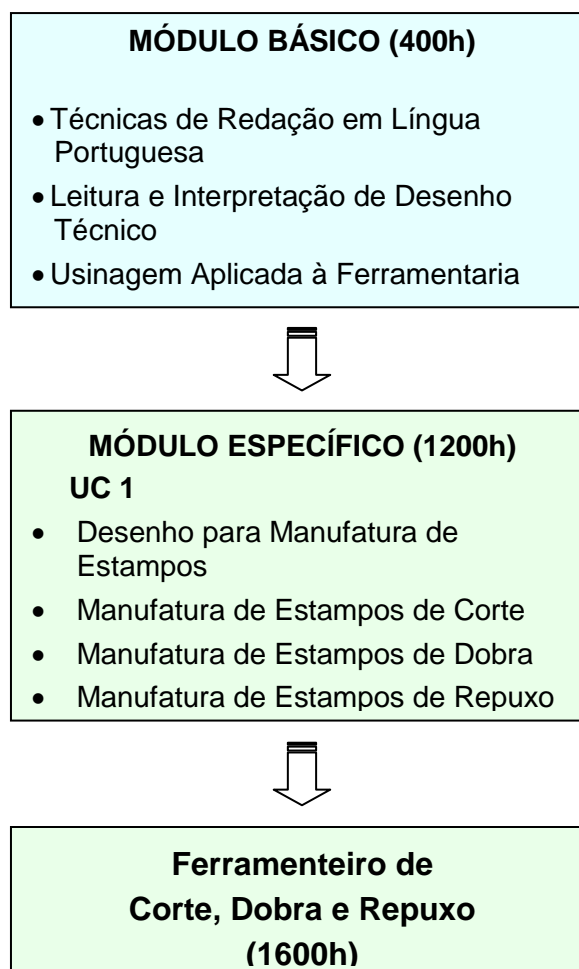 MÓDULO BÁSICO (400h)
• Técnicas de Redação em Língua
Portuguesa
• Leitura e Interpretação de Desenho
Técnico
• Usinagem Aplicada à Ferramentaria
MÓDULO ESPECÍFICO (1200h)
UC 1
• Desenho para Manufatura de
Estampos
• Manufatura de Estampos de Corte
• Manufatura de Estampos de Dobra
• Manufatura de Estampos de Repuxo
Ferramenteiro de
Corte, Dobra e Repuxo
(1600h)